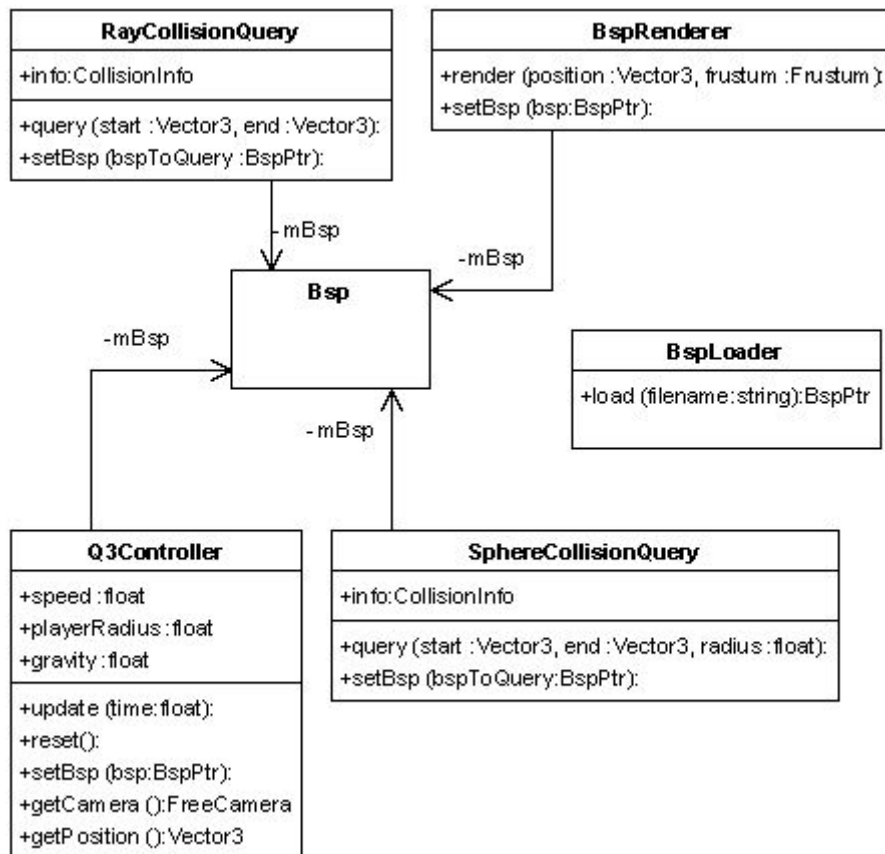 RayCollisionQuery
+info:CollisionInfo
+query (start :Vector3, end :Vector3):
+setBsp (bspToQuery :BspPtr):
BspRenderer
+render (position :Vector3, frustum :Frustum ):
+setBsp (bsp:BspPtr):
-mBsp
-mBsp
Bsp
-mBsp
BspLoader
+load (filename:string):BspPtr
-mBsp
Q3Controller
+speed :float
+playerRadius :float
+gravity :float
+update (time:float):
+reset():
+setBsp (bsp:BspPtr):
+getCamera ():FreeCamera
+getPosition ():Vector3
SphereCollisionQuery
+info:CollisionInfo
+query (start :Vector3, end :Vector3, radius :float):
+setBsp (bspToQuery:BspPtr):